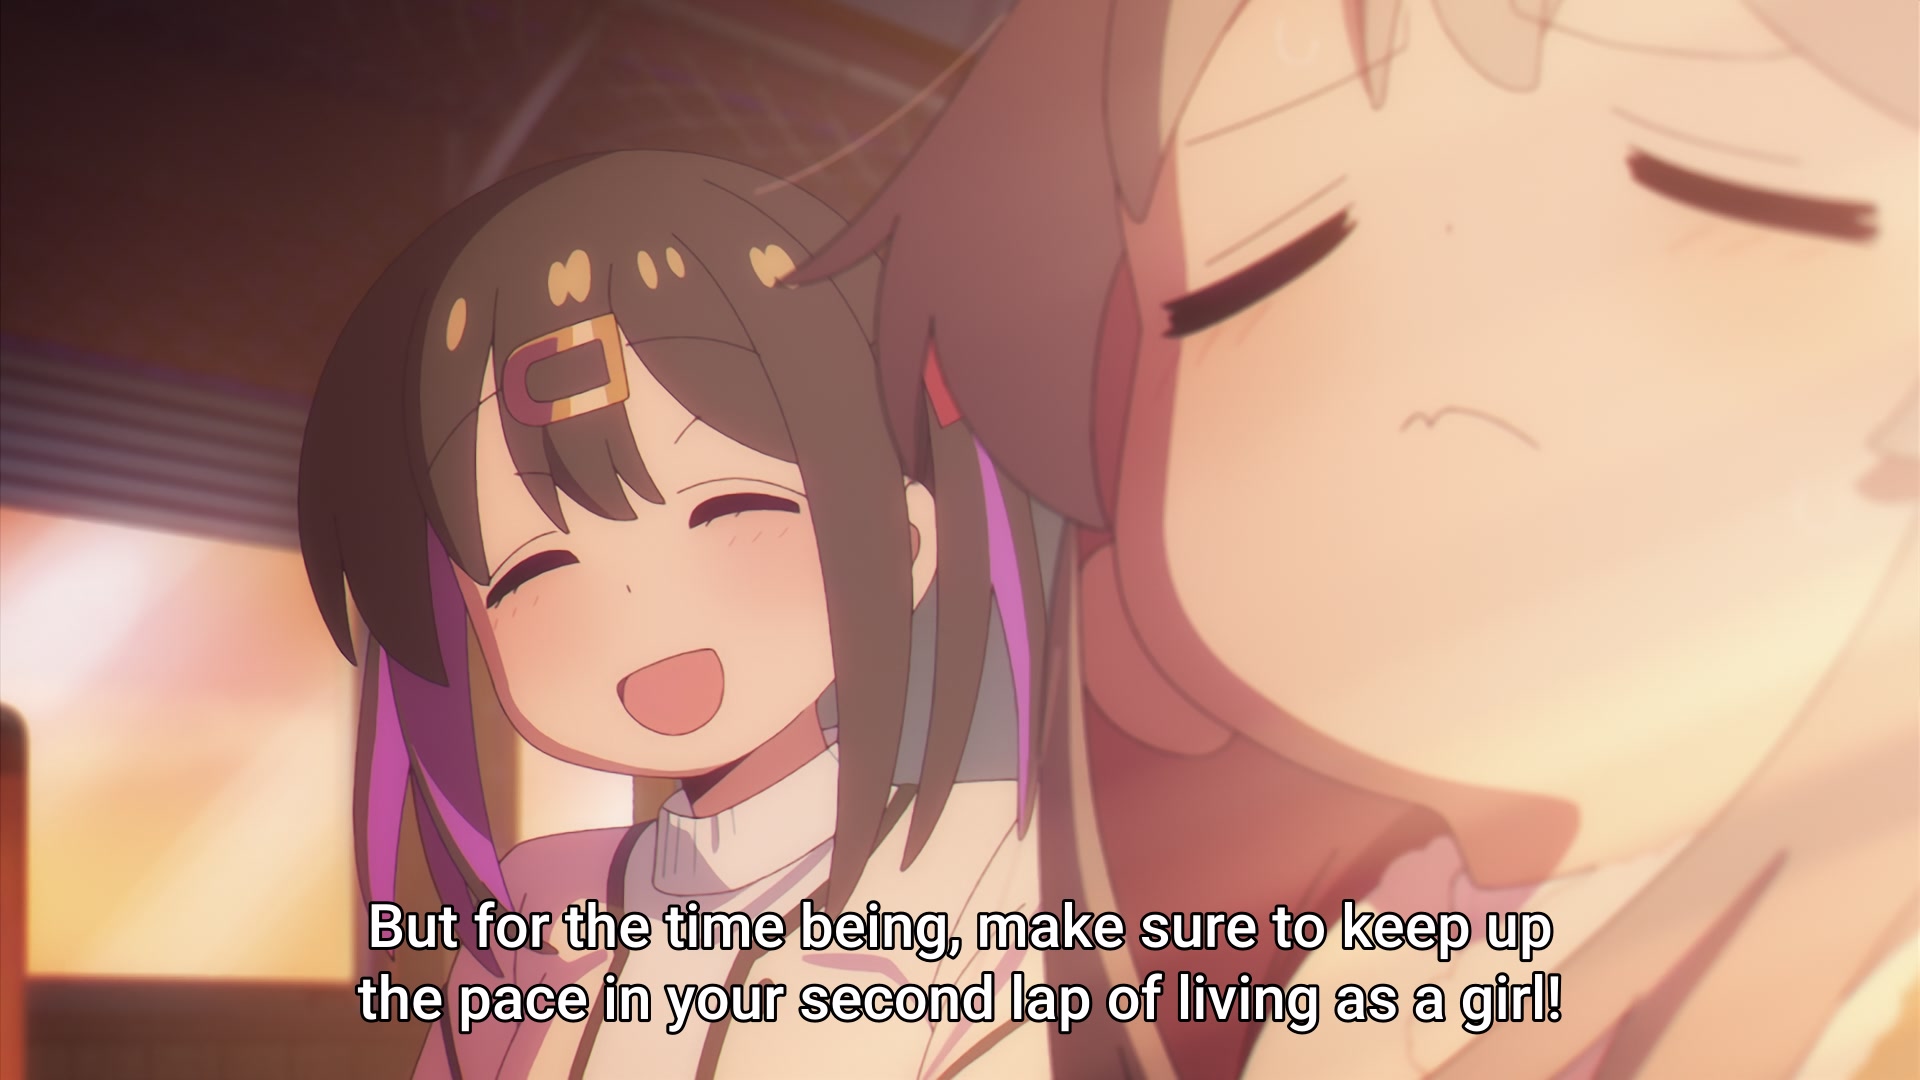 But for the time being, make sure to keep up
the pace in your second lap of living as a girl!